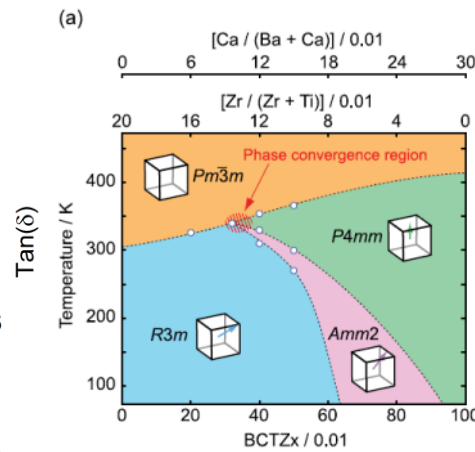 (a)
[Ca / (Ba + Ca)] / 0.01
0 6 12 18 24 30
[Zr / (Zr + Ti)] / 0.01
20 16 12 8 4 0
Phase convergence region
Pm3̅m
P4mm
R3m
Amm2
Tan(δ)
Temperature / K
400
300
200
100
0 20 40 60 80 100
BCTZx / 0.01